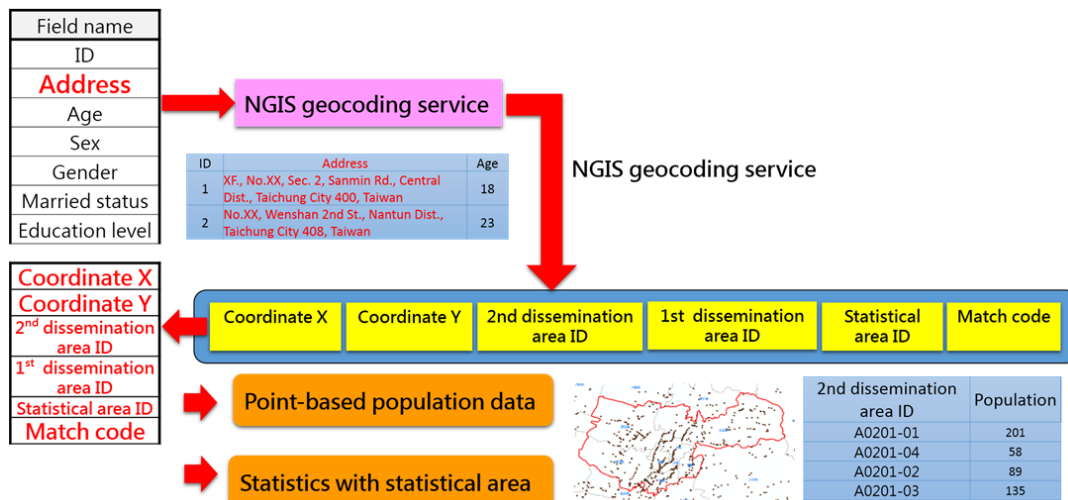 Field name
ID
Address
Age
Sex
Gender
Married status
Education level
NGIS geocoding service
ID Address Age
1 XF., No.XX, Sec. 2, Sanmin Rd., Central
Dist., Taichung City 400, Taiwan 18
2 No.XX, Wenshan 2nd St., Nantun Dist.,
Taichung City 408, Taiwan 23
NGIS geocoding service
Coordinate X
Coordinate Y
2nd dissemination
area ID
1st dissemination
area ID
Statistical area ID
Match code
Coordinate X
Coordinate Y
2nd dissemination
area ID
1st dissemination
area ID
Statistical
area ID
Match code
Point-based population data
Statistics with statistical area
2nd dissemination
area ID Population
A0201-01 201
A0201-04 58
A0201-02 89
A0201-03 135